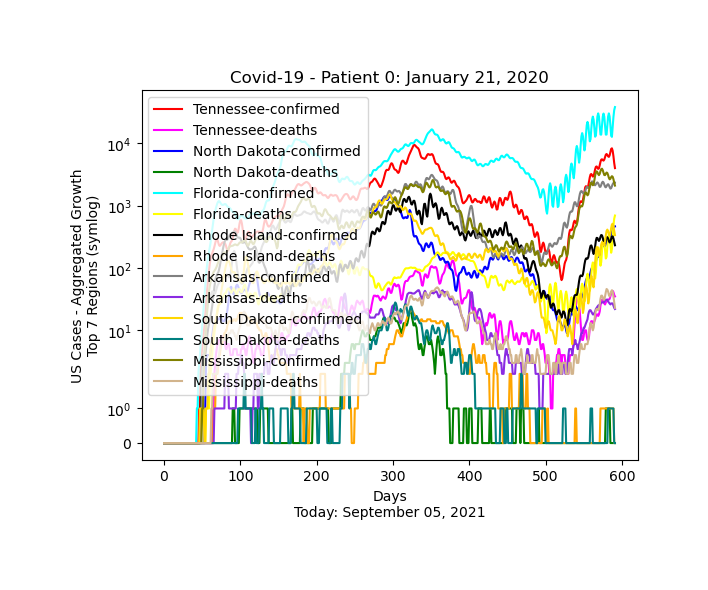 Covid-19 - Patient 0: January 21, 2020
US Cases - Aggregated Growth
Top 7 Regions (symlog)
10^4
10^3
10^2
10^1
10^0
0
Tennessee-confirmed
Tennessee-deaths
North Dakota-confirmed
North Dakota-deaths
Florida-confirmed
Florida-deaths
Rhode Island-confirmed
Rhode Island-deaths
Arkansas-confirmed
Arkansas-deaths
South Dakota-confirmed
South Dakota-deaths
Mississippi-confirmed
Mississippi-deaths
0 100 200 300 400 500 600
Days
Today: September 05, 2021